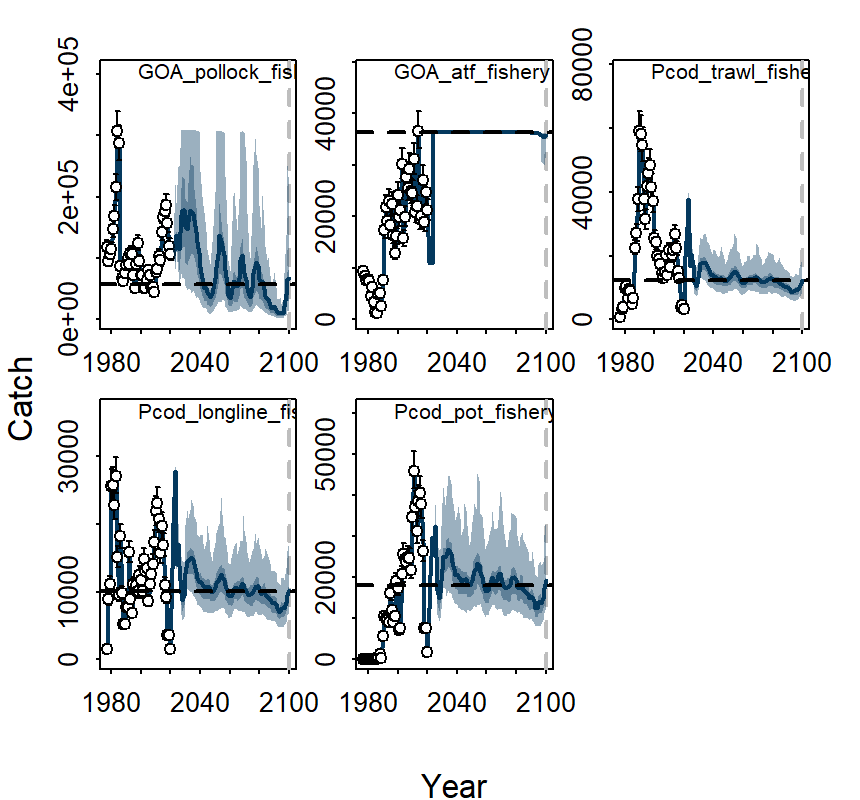 GOA_pollock_fisl
GOA_atf_fishery
Pcod_trawl_fishe
4e+05
2e+05
0e+00
40000
20000
0
80000
40000
0
1980 2040 2100
1980 2040 2100
1980 2040 2100
Catch
Pcod_longline_fis
Pcod_pot_fishery
30000
10000
0
50000
20000
0
1980 2040 2100
1980 2040 2100
Year